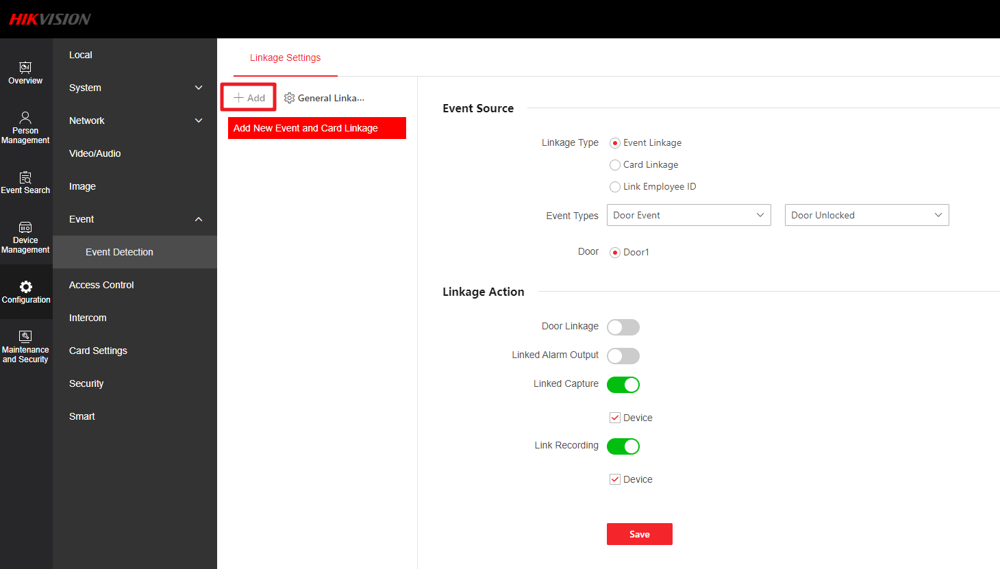 HIKVISION
Overview
Person
Management
Event Search
Device
Management
Configuration
Maintenance
and Security
Local
System
Network
Video/Audio
Image
Event
Event Detection
Access Control
Intercom
Card Settings
Security
Smart
Linkage Settings
Add
General Linka...
Add New Event and Card Linkage
Event Source
Linkage Type
Event Linkage
Card Linkage
Link Employee ID
Event Types
Door Event
Door Unlocked
Door
Door1
Linkage Action
Door Linkage
Linked Alarm Output
Linked Capture
Device
Link Recording
Device
Save